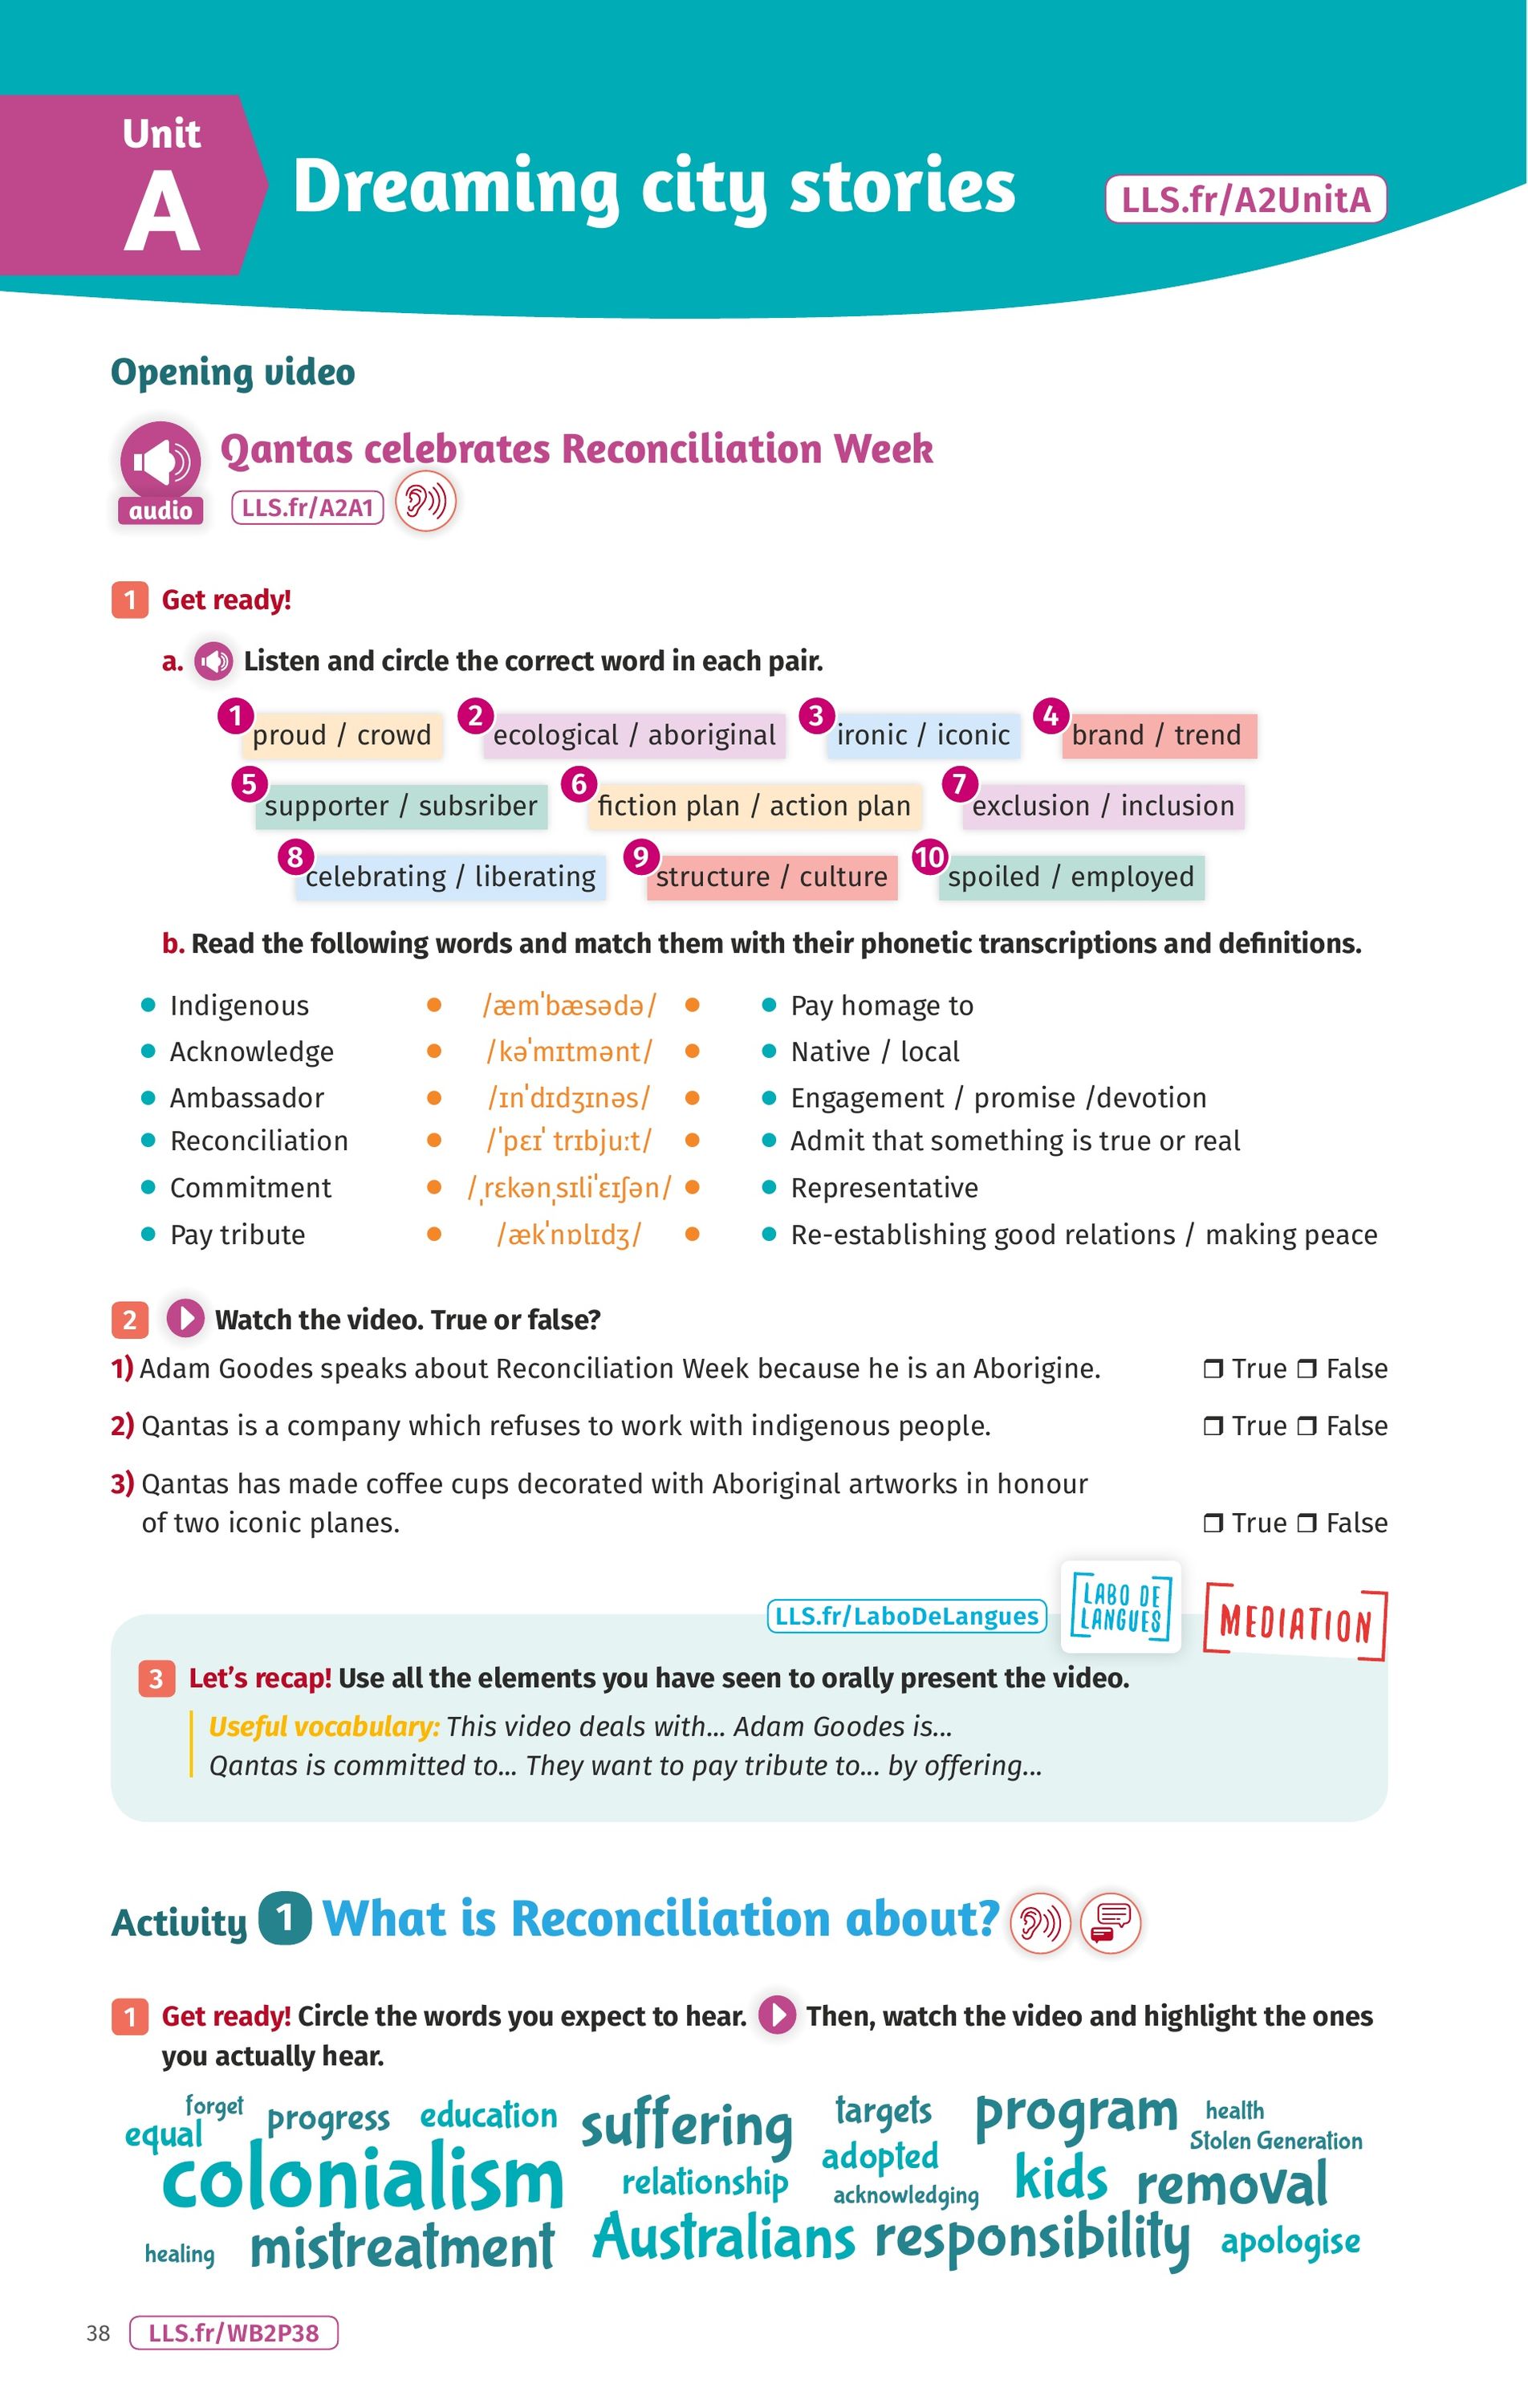 Unit
A
Dreaming city stories
LLS.fr/A2UnitA
Opening video
Qantas celebrates Reconciliation Week
audio
LLS.fr/A2A1
1 Get ready!
a. Listen and circle the correct word in each pair.
1 proud / crowd 2 ecological / aboriginal 3 ironic / iconic 4 brand / trend
5 supporter / subsriber 6 fiction plan / action plan 7 exclusion / inclusion
8 celebrating / liberating 9 structure / culture 10 spoiled / employed
b. Read the following words and match them with their phonetic transcriptions and definitions.
• Indigenous • /æmˈbæsədə/ • • Pay homage to
• Acknowledge • /kəˈmɪtmənt/ • • Native / local
• Ambassador • /ɪnˈdɪdʒɪnəs/ • • Engagement / promise /devotion
• Reconciliation • /ˈpɛɪˈ trɪbjuːt/ • • Admit that something is true or real
• Commitment • /ˌrɛkənˌsɪliˈɛɪʃən/ • • Representative
• Pay tribute • /ækˈnɒlɪdʒ/ • • Re-establishing good relations / making peace
2 Watch the video. True or false?
1) Adam Goodes speaks about Reconciliation Week because he is an Aborigine. ❒ True ❒ False
2) Qantas is a company which refuses to work with indigenous people. ❒ True ❒ False
3) Qantas has made coffee cups decorated with Aboriginal artworks in honour
of two iconic planes. ❒ True ❒ False
LLS.fr/LaboDeLangues
LABO DE
LANGUES
MEDIATION
3 Let’s recap! Use all the elements you have seen to orally present the video.
Useful vocabulary: This video deals with... Adam Goodes is...
Qantas is committed to... They want to pay tribute to... by offering...
Activity 1 What is Reconciliation about?
1 Get ready! Circle the words you expect to hear. Then, watch the video and highlight the ones
you actually hear.
forget progress education suffering targets program health
equal adopted Stolen Generation
colonialism relationship acknowledging kids removal
healing mistreatment Australians responsibility apologise
38 LLS.fr/WB2P38